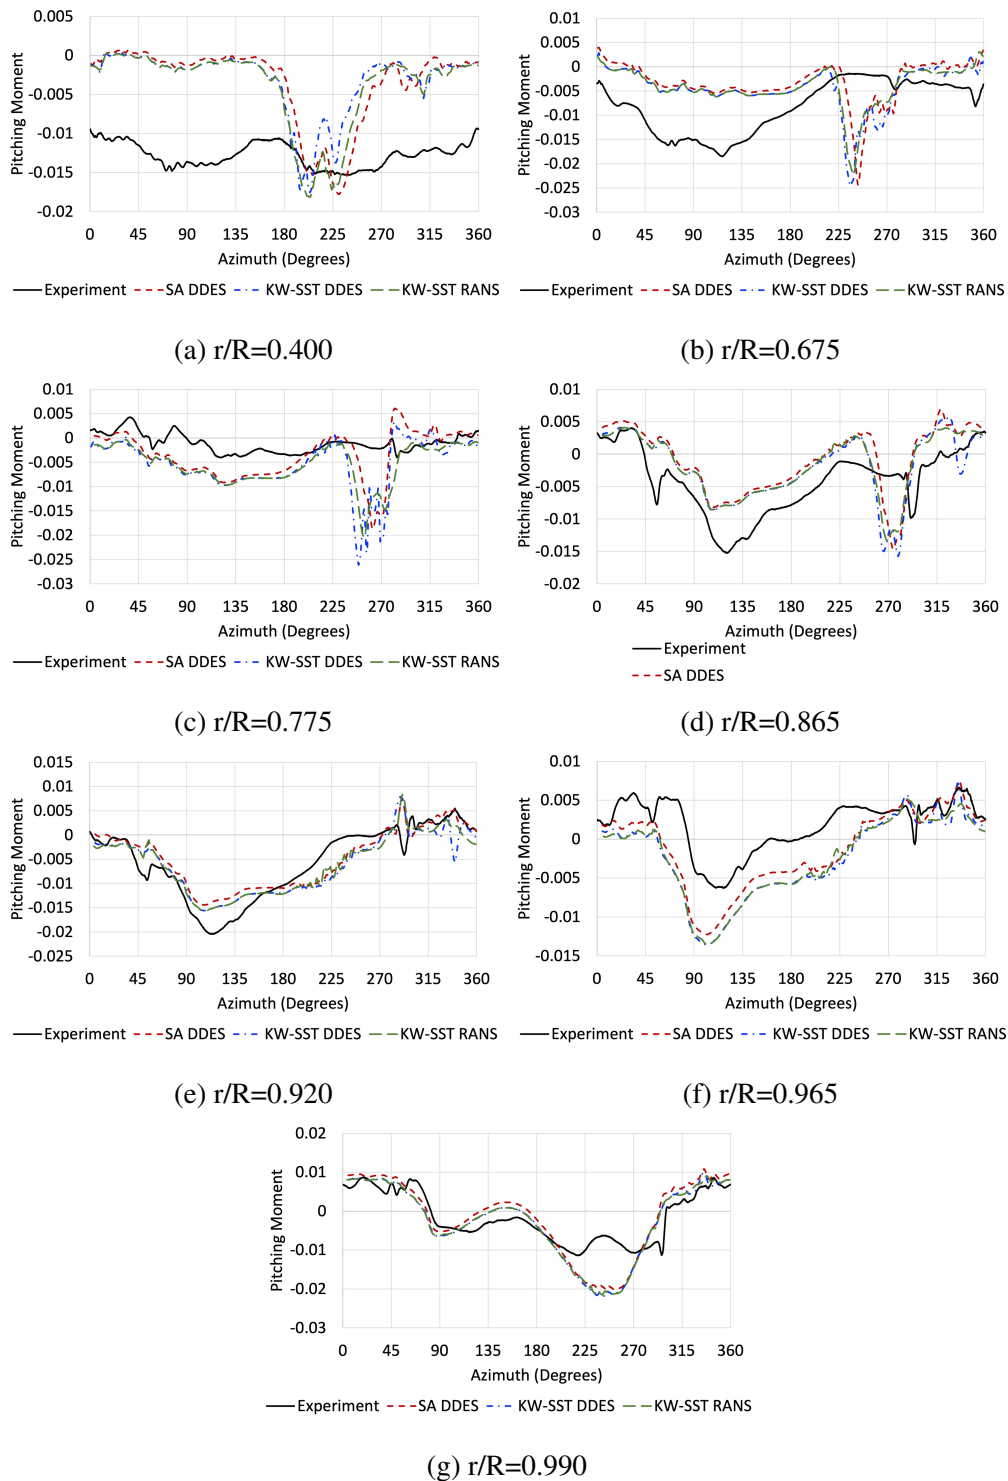 0.005
0
-0.005
-0.01
-0.015
-0.02
Pitching Moment
0 45 90 135 180 225 270 315 360
Azimuth (Degrees)
Experiment SA DDES KW-SST DDES KW-SST RANS
(a) r/R=0.400
0.01
0.005
0
-0.005
-0.01
-0.015
-0.02
-0.025
-0.03
Pitching Moment
0 45 90 135 180 225 270 315 360
Azimuth (Degrees)
Experiment SA DDES KW-SST DDES KW-SST RANS
(b) r/R=0.675
0.01
0.005
0
-0.005
-0.01
-0.015
-0.02
-0.025
-0.03
Pitching Moment
0 45 90 135 180 225 270 315 360
Azimuth (Degrees)
Experiment SA DDES KW-SST DDES KW-SST RANS
(c) r/R=0.775
0.01
0.005
0
-0.005
-0.01
-0.015
-0.02
Pitching Moment
0 45 90 135 180 225 270 315 360
Azimuth (Degrees)
Experiment
SA DDES
(d) r/R=0.865
0.015
0.01
0.005
0
-0.005
-0.01
-0.015
-0.02
-0.025
Pitching Moment
0 45 90 135 180 225 270 315 360
Azimuth (Degrees)
Experiment SA DDES KW-SST DDES KW-SST RANS
(e) r/R=0.920
0.01
0.005
0
-0.005
-0.01
-0.015
Pitching Moment
0 45 90 135 180 225 270 315 360
Azimuth (Degrees)
Experiment SA DDES KW-SST DDES KW-SST RANS
(f) r/R=0.965
0.02
0.01
0
-0.01
-0.02
-0.03
Pitching Moment
0 45 90 135 180 225 270 315 360
Azimuth (Degrees)
Experiment SA DDES KW-SST DDES KW-SST RANS
(g) r/R=0.990